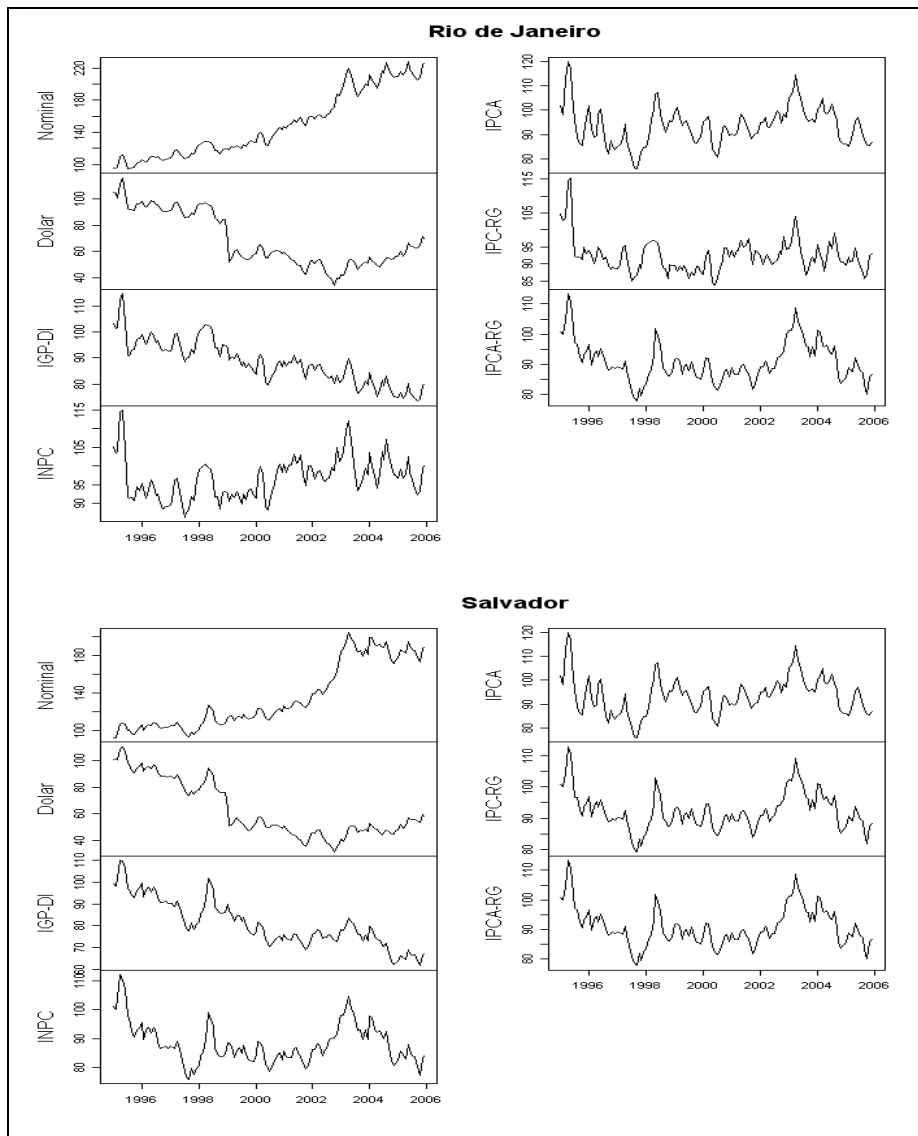 Rio de Janeiro
Nominal
100 140 180 220
Dolar
40 60 80 100
IGP-DI
80 90 100 110
INPC
90 95 105 115
1996 1998 2000 2002 2004 2006
IPCA
80 90 100 110 120
IPC-RG
85 90 95 105 115
IPCA-RG
80 90 100 110
1996 1998 2000 2002 2004 2006
Salvador
Nominal
100 140 180
Dolar
40 60 80 100
IGP-DI
60 70 80 90 100 110
INPC
80 90 100 110
1996 1998 2000 2002 2004 2006
IPCA
80 90 100 110 120
IPC-RG
80 90 100 110
IPCA-RG
80 90 100 110
1996 1998 2000 2002 2004 2006